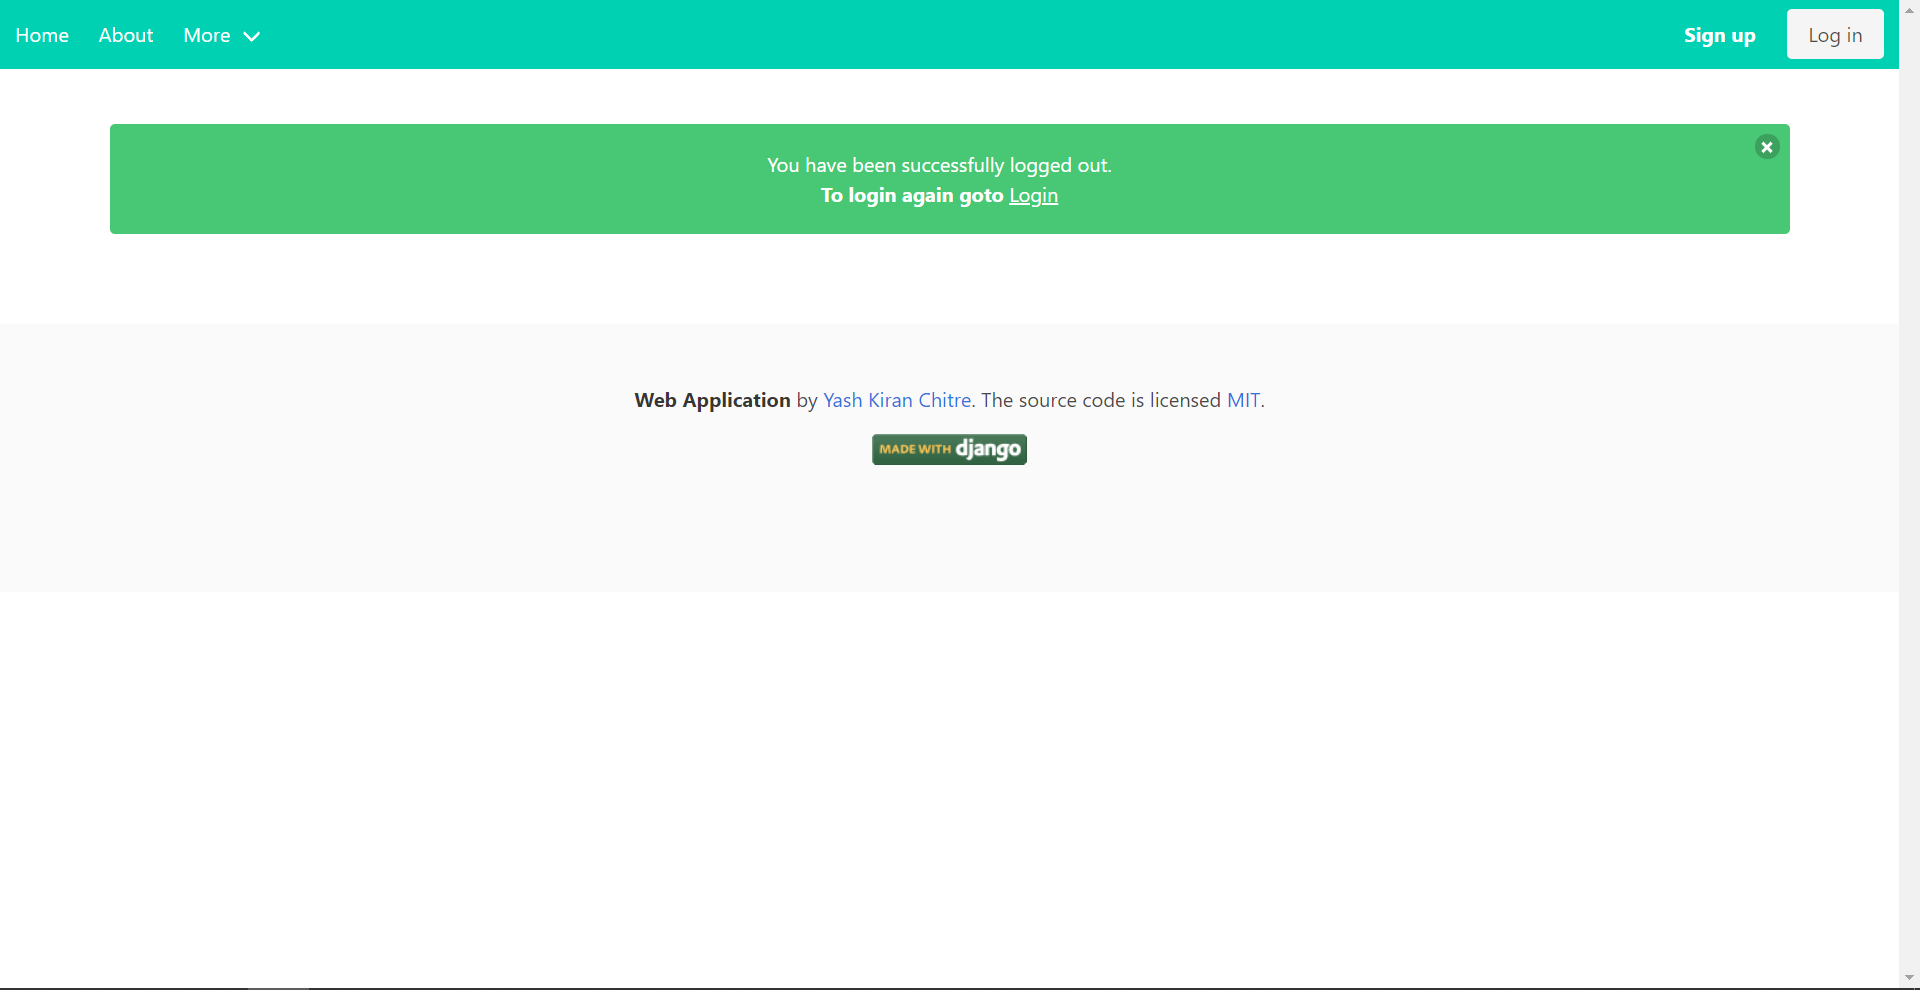 Home About More Sign up Log in
You have been successfully logged out.
To login again goto Login
Web Application by Yash Kiran Chitre. The source code is licensed MIT.
MADE WITH django